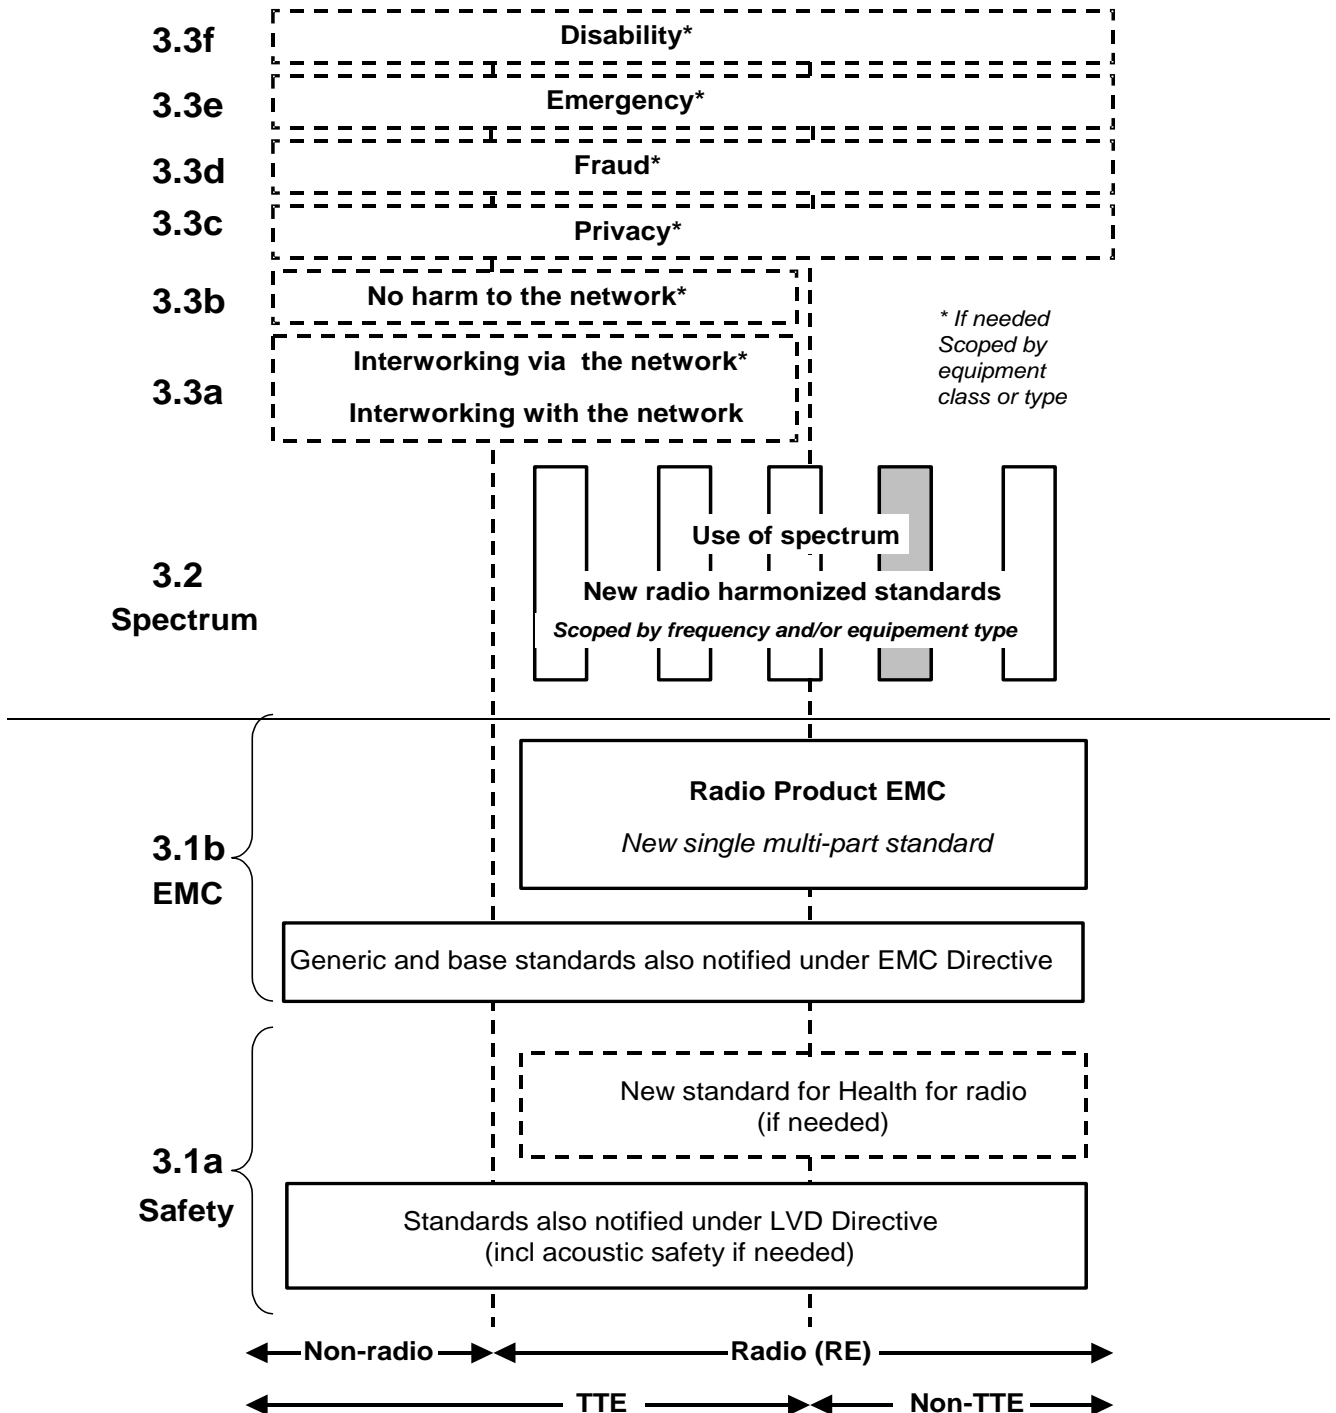 3.3f
Disability*
3.3e
Emergency*
3.3d
Fraud*
3.3c
Privacy*
3.3b
No harm to the network*
3.3a
Interworking via the network*
Interworking with the network
* If needed
Scoped by
equipment
class or type
3.2
Spectrum
Use of spectrum
New radio harmonized standards
Scoped by frequency and/or equipement type
3.1b
EMC
Radio Product EMC
New single multi-part standard
Generic and base standards also notified under EMC Directive
3.1a
Safety
New standard for Health for radio
(if needed)
Standards also notified under LVD Directive
(incl acoustic safety if needed)
Non-radio
Radio (RE)
TTE
Non-TTE